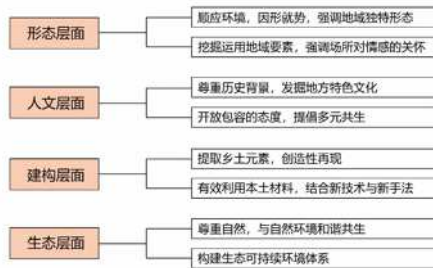 形态层面
顺应环境，因形就势，强调地域独特形态
挖掘运用地域要素，强调场所对情感的关怀
人文层面
尊重历史背景，发掘地方特色文化
开放包容的态度，提倡多元共生
建构层面
提取乡土元素，创造性再现
有效利用本土材料，结合新技术与新手法
生态层面
尊重自然，与自然环境和谐共生
构建生态可持续环境体系